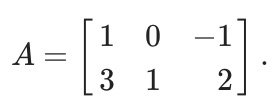 A = [1 0 −1
3 1 2].